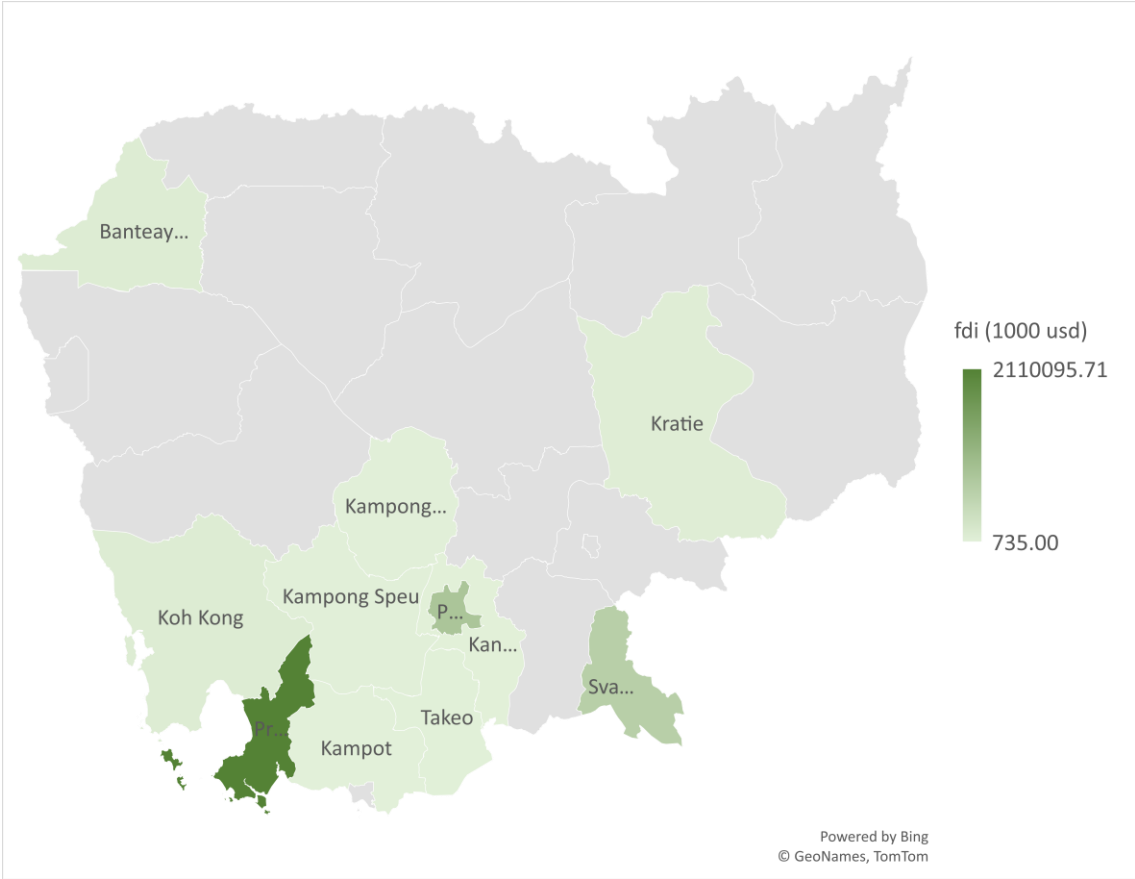 Banteay...
fdi (1000 usd)
2110095.71
Kratie
Kampong...
735.00
Kampong Speu
P...
Koh Kong
Kan...
Sva...
Takeo
Pr...
Kampot
Powered by Bing
© GeoNames, TomTom